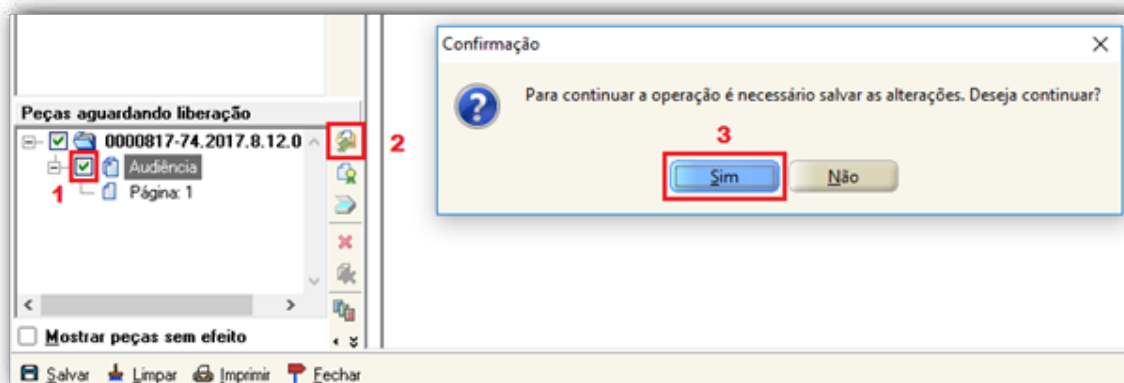 Confirmação
Para continuar a operação é necessário salvar as alterações. Deseja continuar?
3
Sim Não
Peças aguardando liberação
0000817-74.2017.8.12.0
2
Audiência
1
Página: 1
Mostrar peças sem efeito
Salvar Limpar Imprimir Fechar